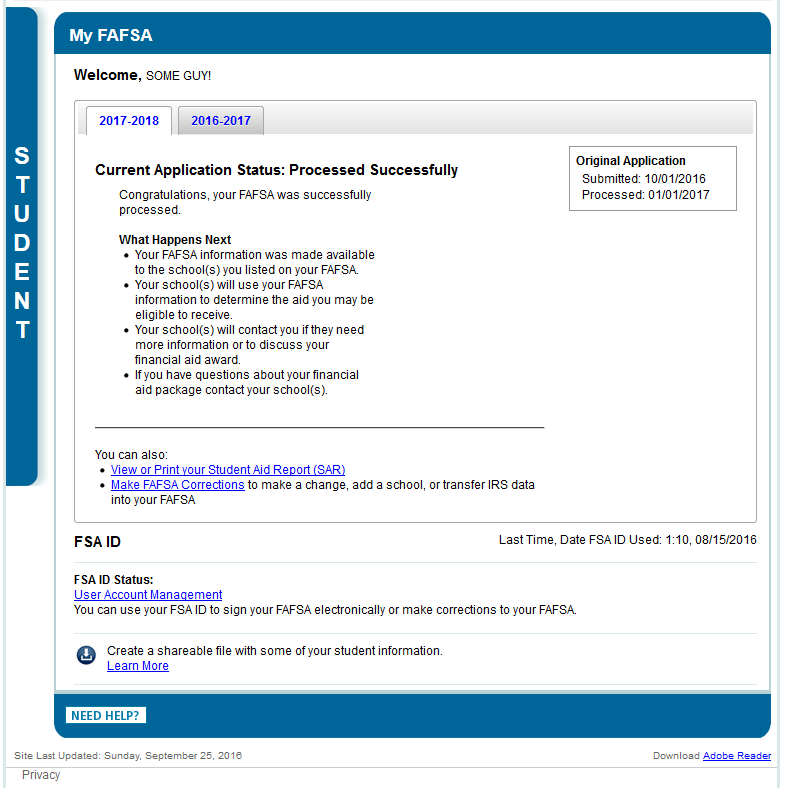 My FAFSA
Welcome, SOME GUY!
2017-2018
2016-2017
STUDENT
Current Application Status: Processed Successfully
Congratulations, your FAFSA was successfully
processed.
Original Application
Submitted: 10/01/2016
Processed: 01/01/2017
What Happens Next
• Your FAFSA information was made available
to the school(s) you listed on your FAFSA.
• Your school(s) will use your FAFSA
information to determine the aid you may be
eligible to receive.
• Your school(s) will contact you if they need
more information or to discuss your
financial aid award.
• If you have questions about your financial
aid package contact your school(s).
You can also:
• View or Print your Student Aid Report (SAR)
• Make FAFSA Corrections to make a change, add a school, or transfer IRS data
into your FAFSA
FSA ID
Last Time, Date FSA ID Used: 1:10, 08/15/2016
FSA ID Status:
User Account Management
You can use your FSA ID to sign your FAFSA electronically or make corrections to your FAFSA.
Create a shareable file with some of your student information.
Learn More
NEED HELP?
Site Last Updated: Sunday, September 25, 2016
Download Adobe Reader
Privacy